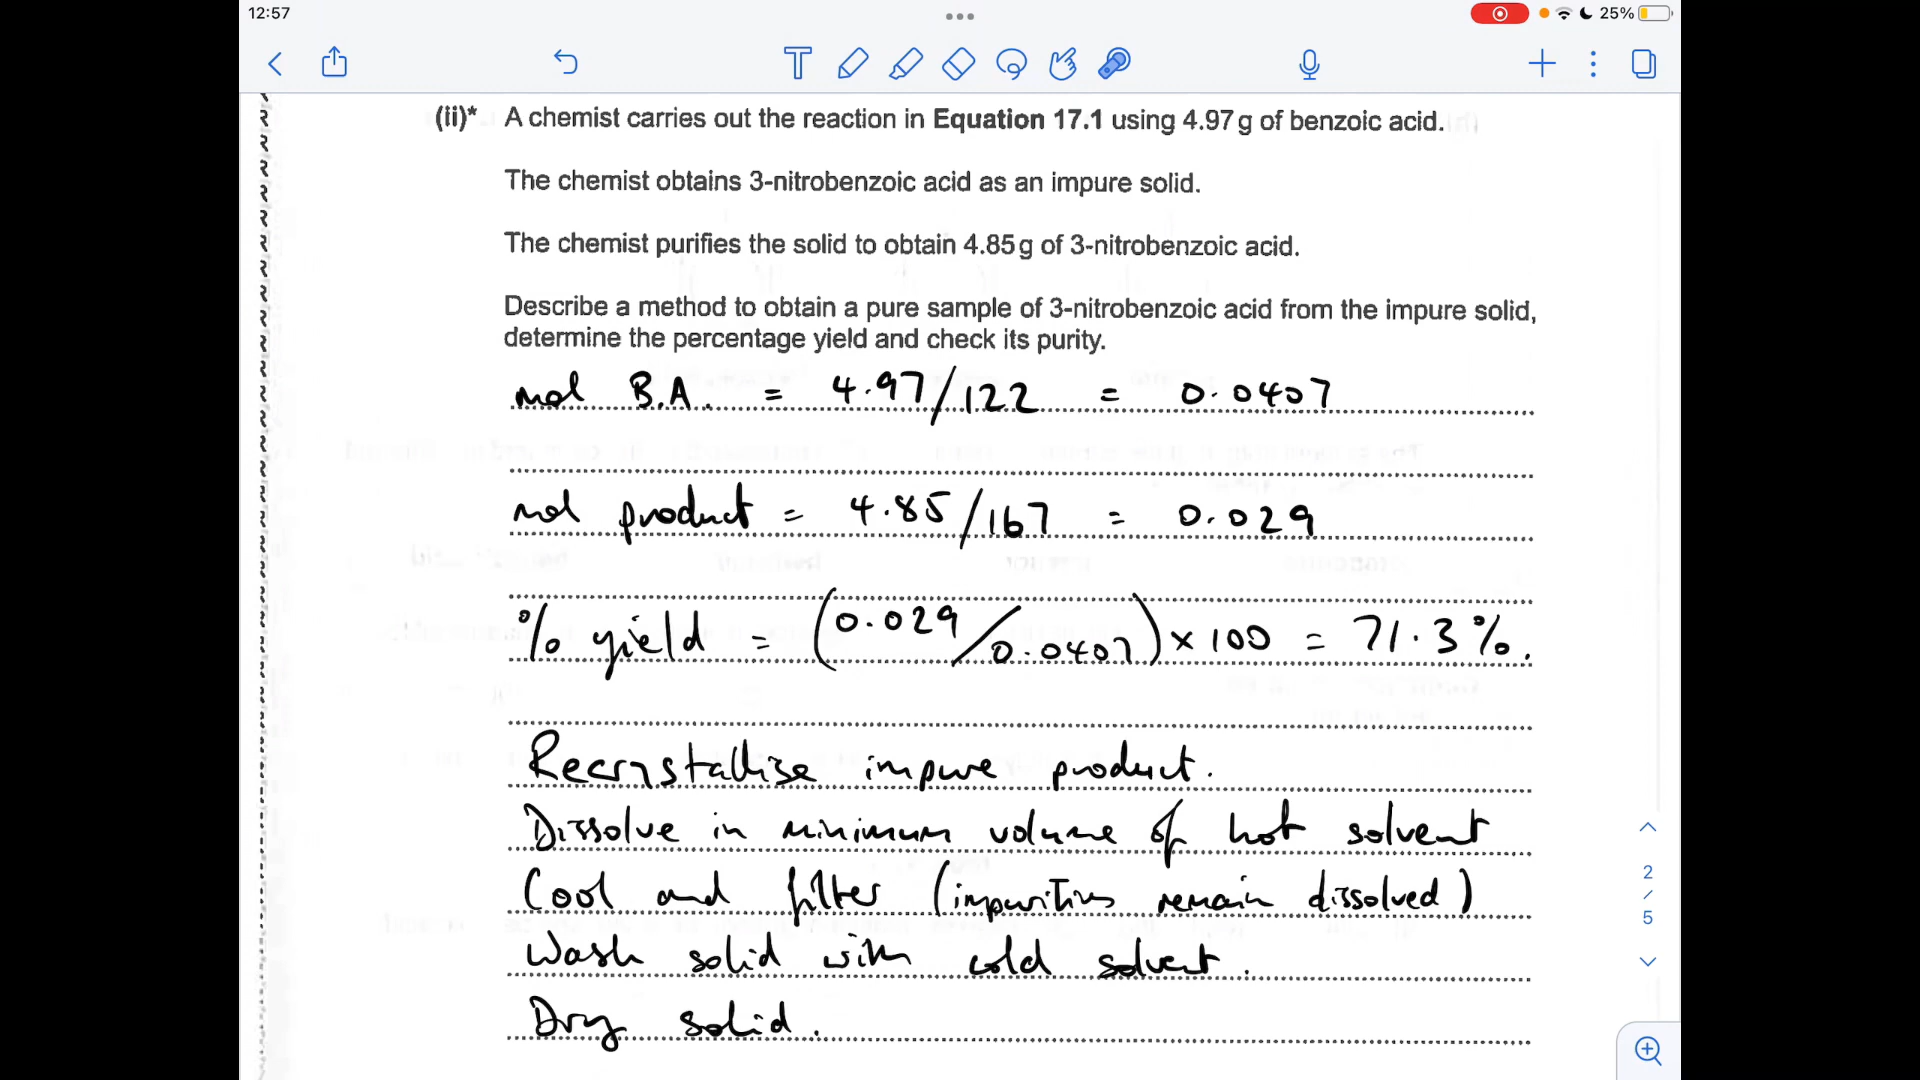 12:57
25%
(ii)* A chemist carries out the reaction in Equation 17.1 using 4.97 g of benzoic acid.
The chemist obtains 3-nitrobenzoic acid as an impure solid.
The chemist purifies the solid to obtain 4.85 g of 3-nitrobenzoic acid.
Describe a method to obtain a pure sample of 3-nitrobenzoic acid from the impure solid,
determine the percentage yield and check its purity.
mol B.A. = 4.97/122 = 0.0407
mol product = 4.85/167 = 0.029
% yield = (0.029/0.0407) × 100 = 71.3%.
Recrystallise impure product.
Dissolve in minimum volume of hot solvent
Cool and filter (impurities remain dissolved)
Wash solid with cold solvent.
Dry solid.
2
/
5